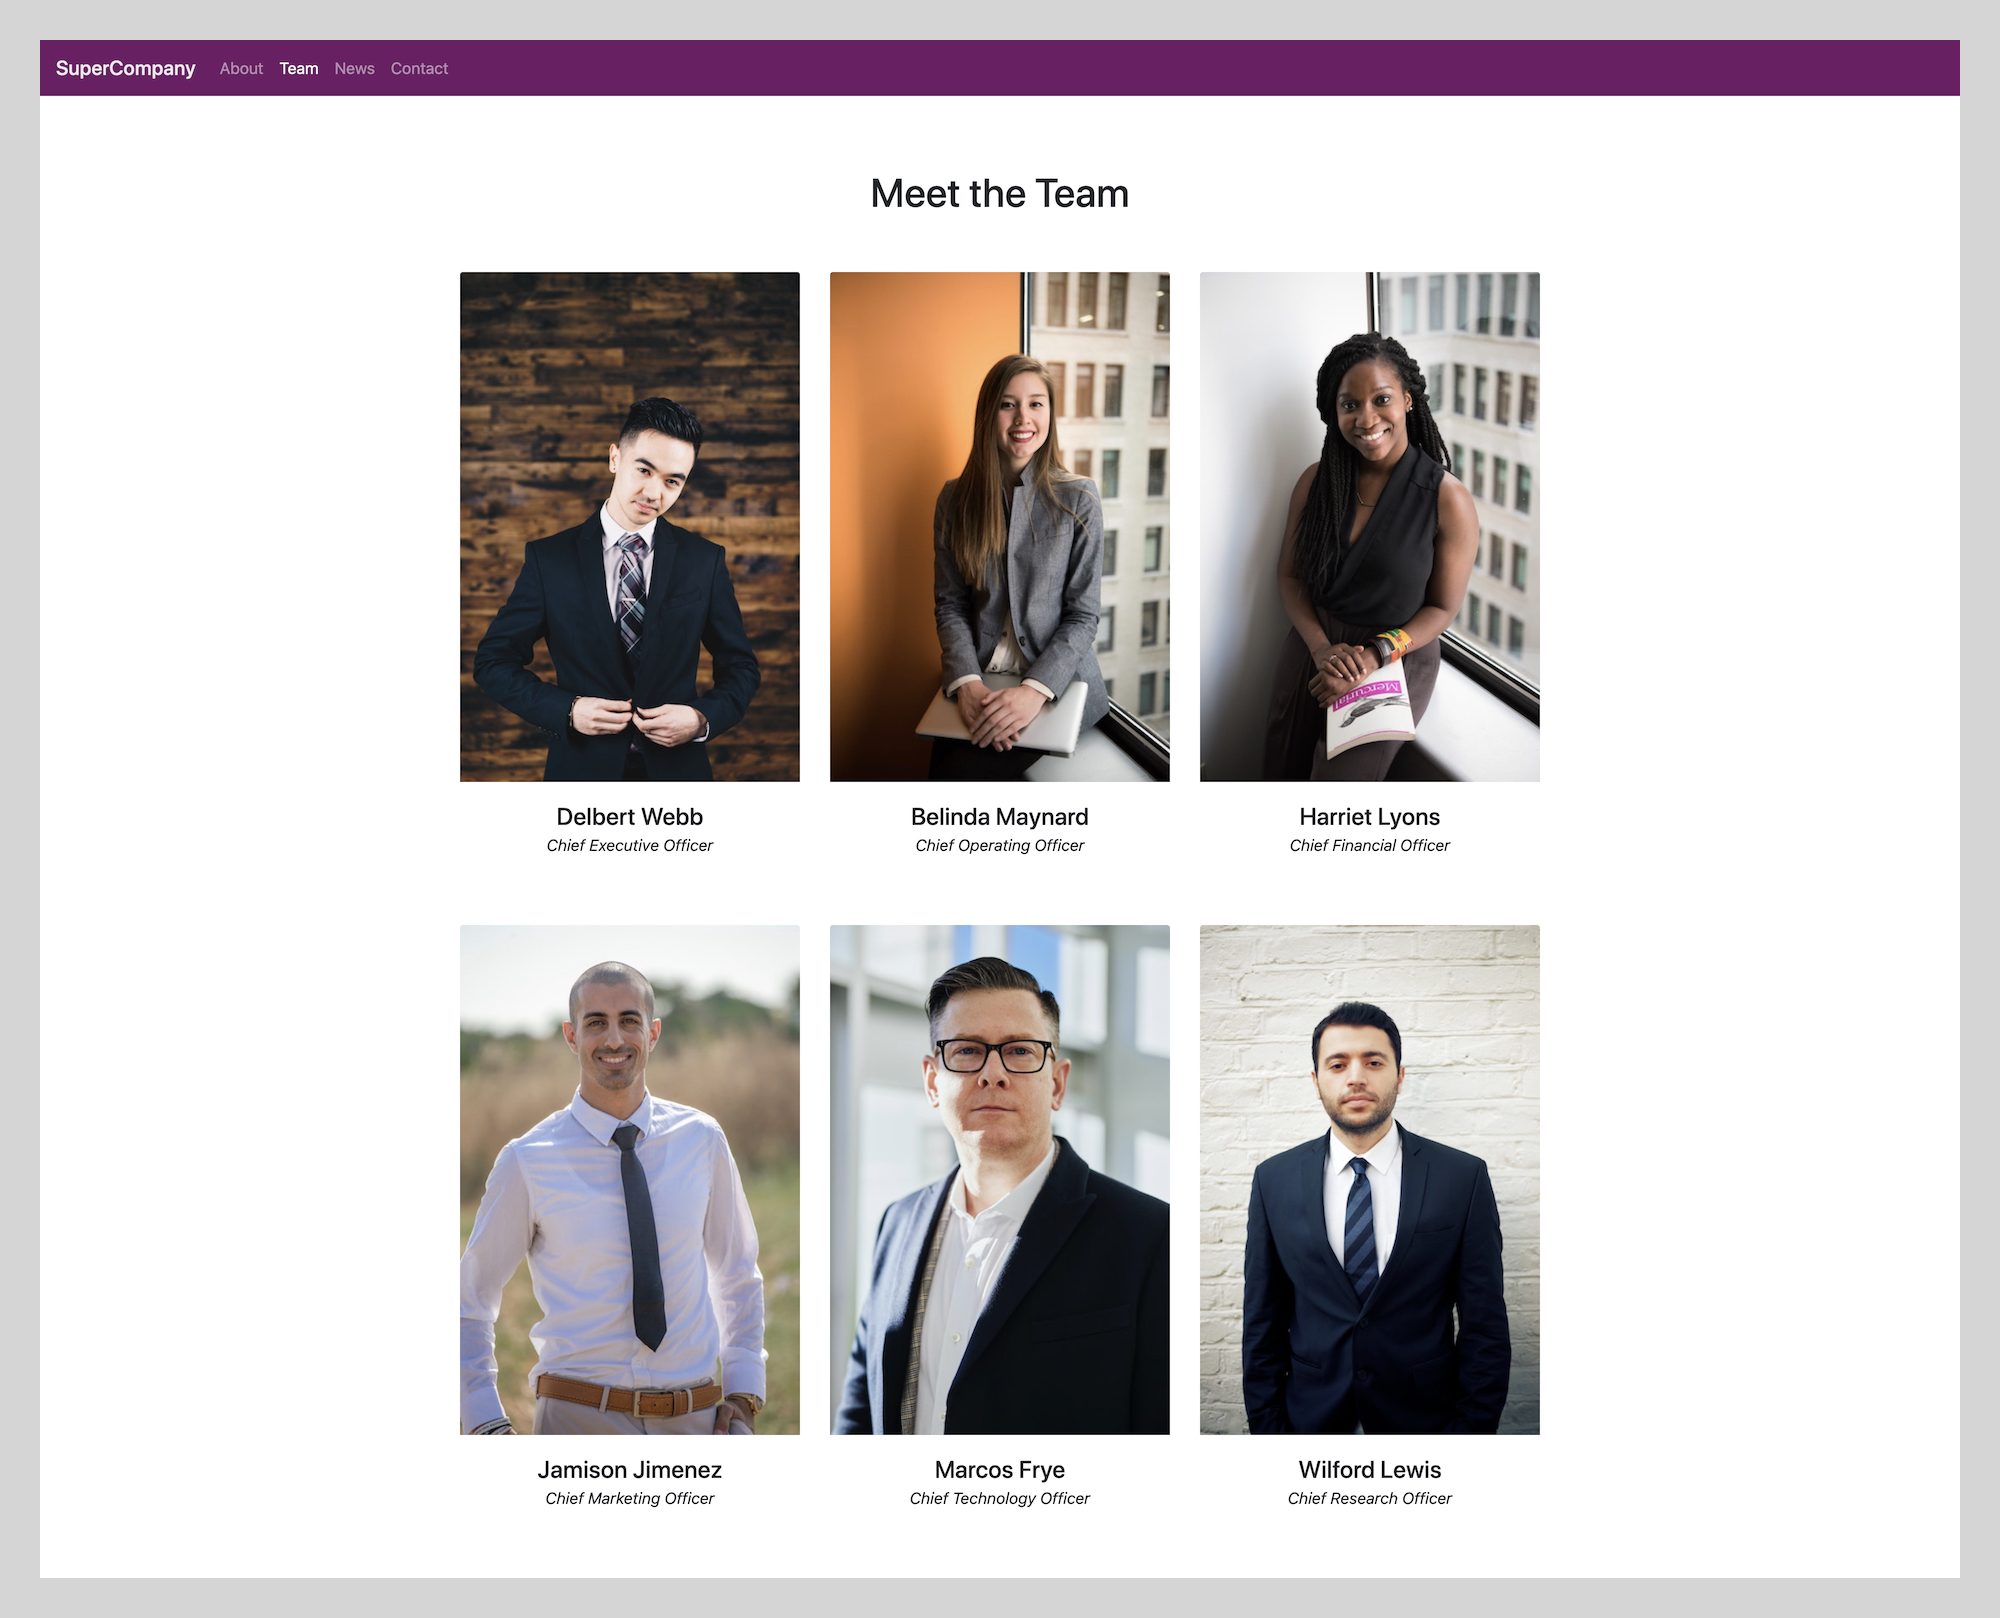 SuperCompany About Team News Contact
Meet the Team
Mercurial
Delbert Webb
Chief Executive Officer
Belinda Maynard
Chief Operating Officer
Harriet Lyons
Chief Financial Officer
Jamison Jimenez
Chief Marketing Officer
Marcos Frye
Chief Technology Officer
Wilford Lewis
Chief Research Officer